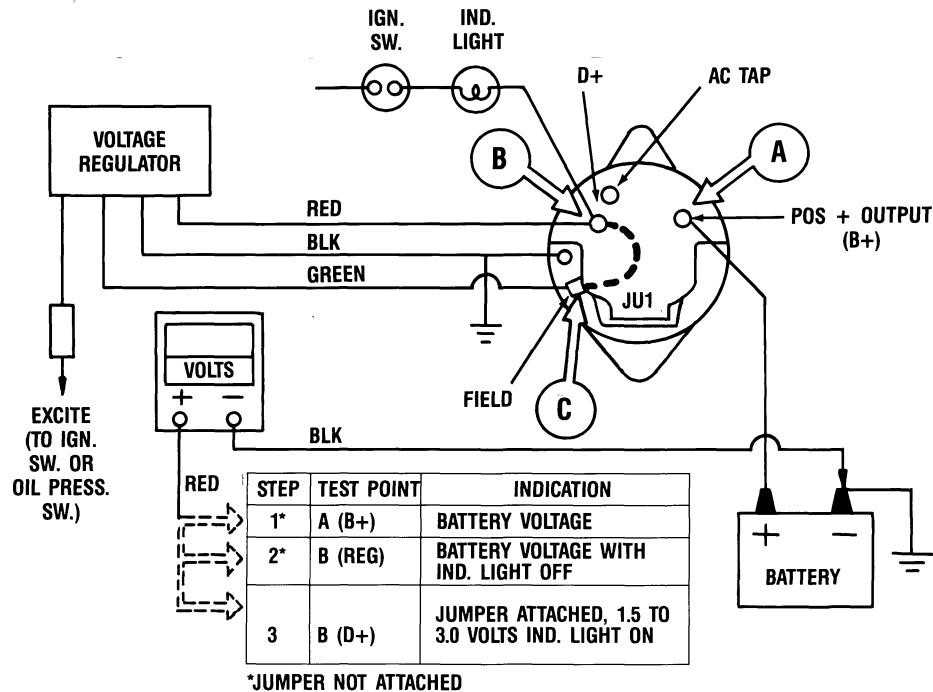 IGN.
SW.
IND.
LIGHT
D+
AC TAP
VOLTAGE
REGULATOR
B
A
RED
POS + OUTPUT
(B+)
BLK
GREEN
JU1
VOLTS
+ −
FIELD
C
EXCITE
(TO IGN.
SW. OR
OIL PRESS.
SW.)
BLK
RED
STEP TEST POINT INDICATION
1* A (B+) BATTERY VOLTAGE
2* B (REG) BATTERY VOLTAGE WITH
IND. LIGHT OFF
3 B (D+) JUMPER ATTACHED, 1.5 TO
3.0 VOLTS IND. LIGHT ON
*JUMPER NOT ATTACHED
+ −
BATTERY